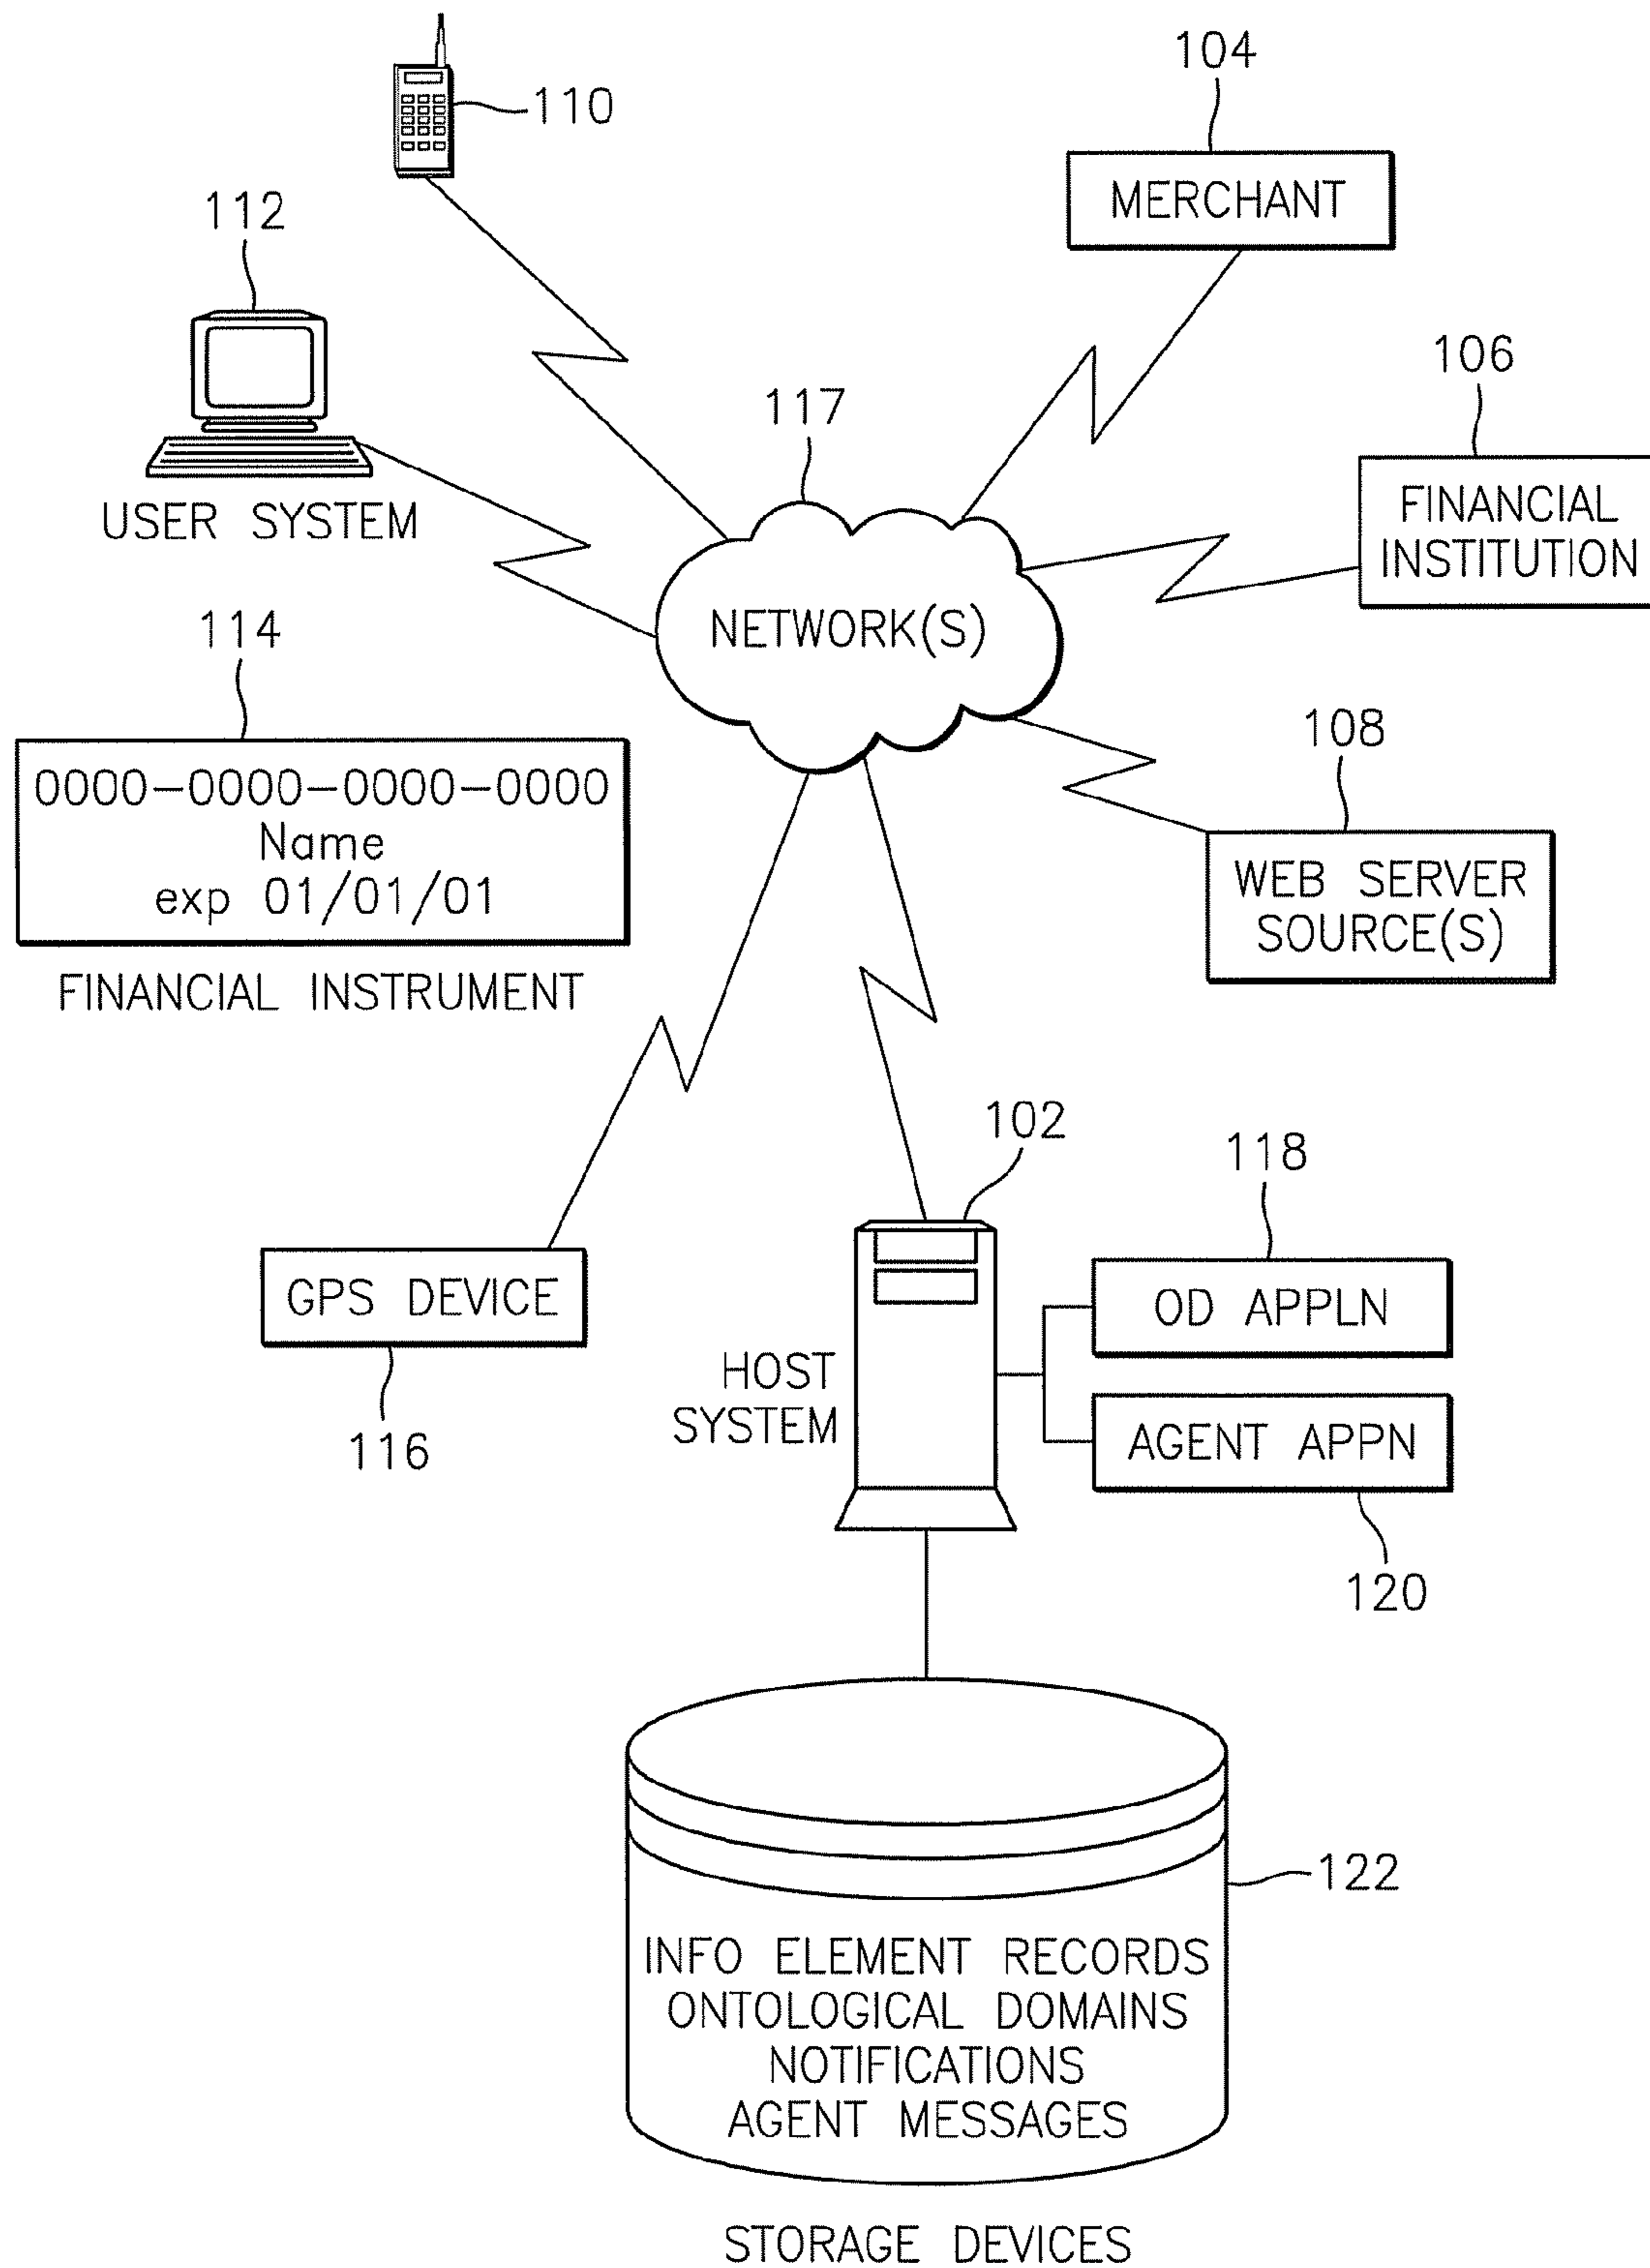 104
110
MERCHANT
112
106
117
FINANCIAL
INSTITUTION
USER SYSTEM
NETWORK(S)
114
108
0000-0000-0000-0000
Name
exp 01/01/01
WEB SERVER
SOURCE(S)
FINANCIAL INSTRUMENT
102
118
GPS DEVICE
OD APPLN
HOST
SYSTEM
116
AGENT APPN
120
122
INFO ELEMENT RECORDS
ONTOLOGICAL DOMAINS
NOTIFICATIONS
AGENT MESSAGES
STORAGE DEVICES